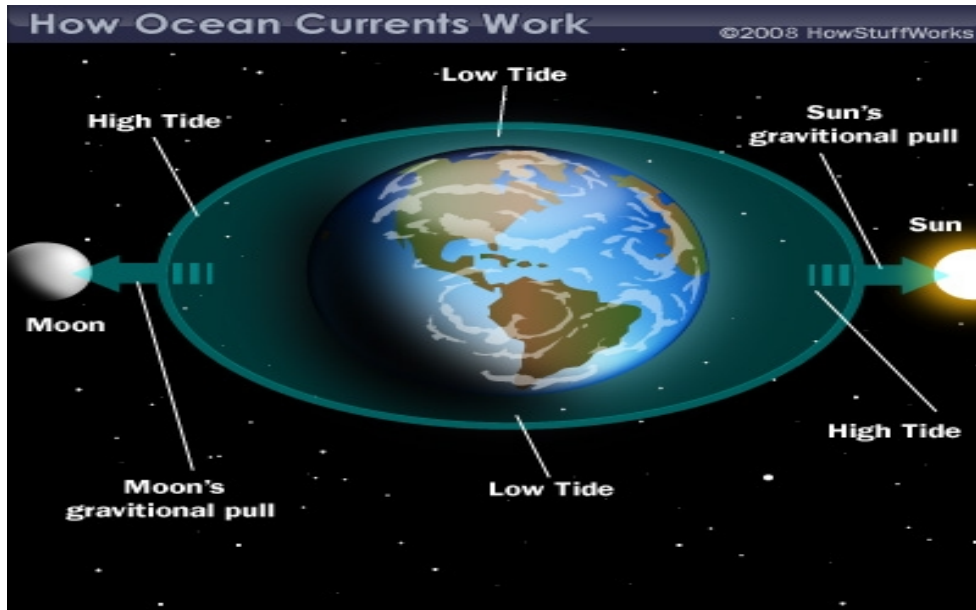 How Ocean Currents Work
©2008 HowStuffWorks
Low Tide
High Tide
Sun's
gravitional pull
Sun
Moon
High Tide
Moon's
gravitional pull
Low Tide